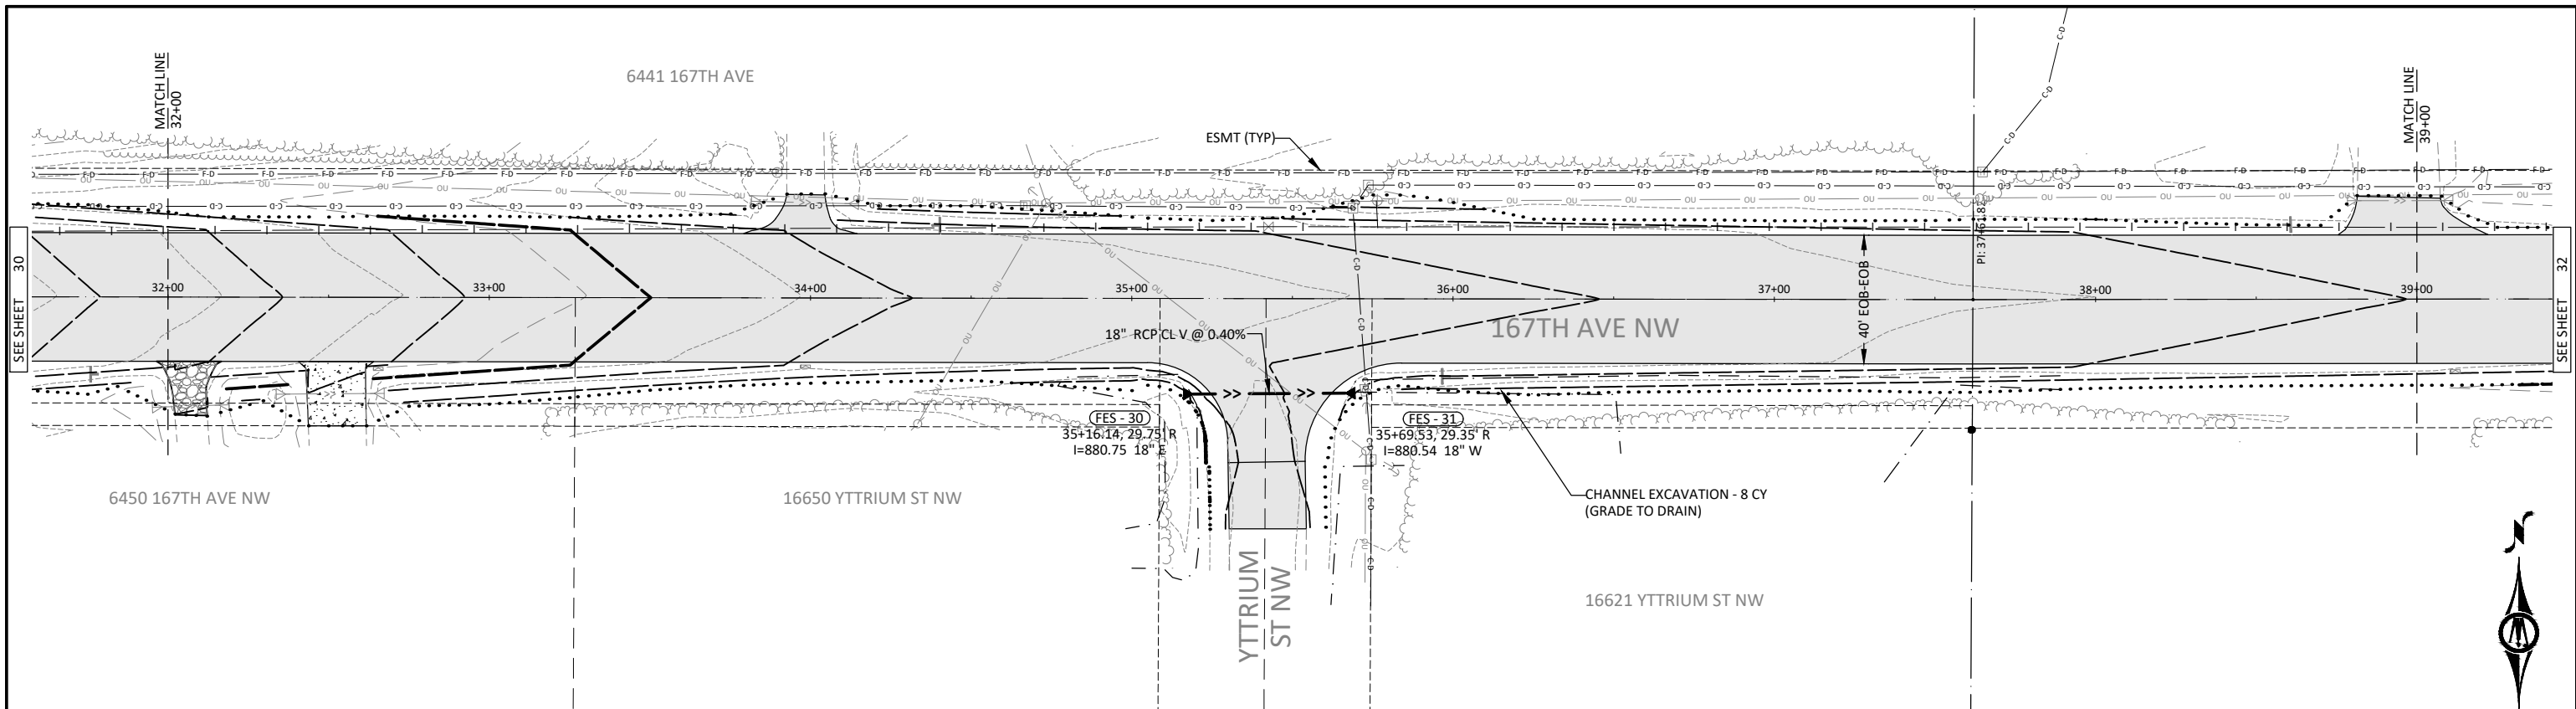 MATCH LINE
32+00
6441 167TH AVE
ESMT (TYP)
MATCH LINE
39+00
SEE SHEET 30
SEE SHEET 32
PI: 37+61.8
40' EOB-EOB
32+00
33+00
34+00
35+00
36+00
37+00
38+00
39+00
167TH AVE NW
18" RCP CL V @ 0.40%
FES - 30
35+16.14, 29.75' R
I=880.75 18" E
FES - 31
35+69.53, 29.35' R
I=880.54 18" W
6450 167TH AVE NW
16650 YTTRIUM ST NW
CHANNEL EXCAVATION - 8 CY
(GRADE TO DRAIN)
YTTRIUM
ST NW
16621 YTTRIUM ST NW
N